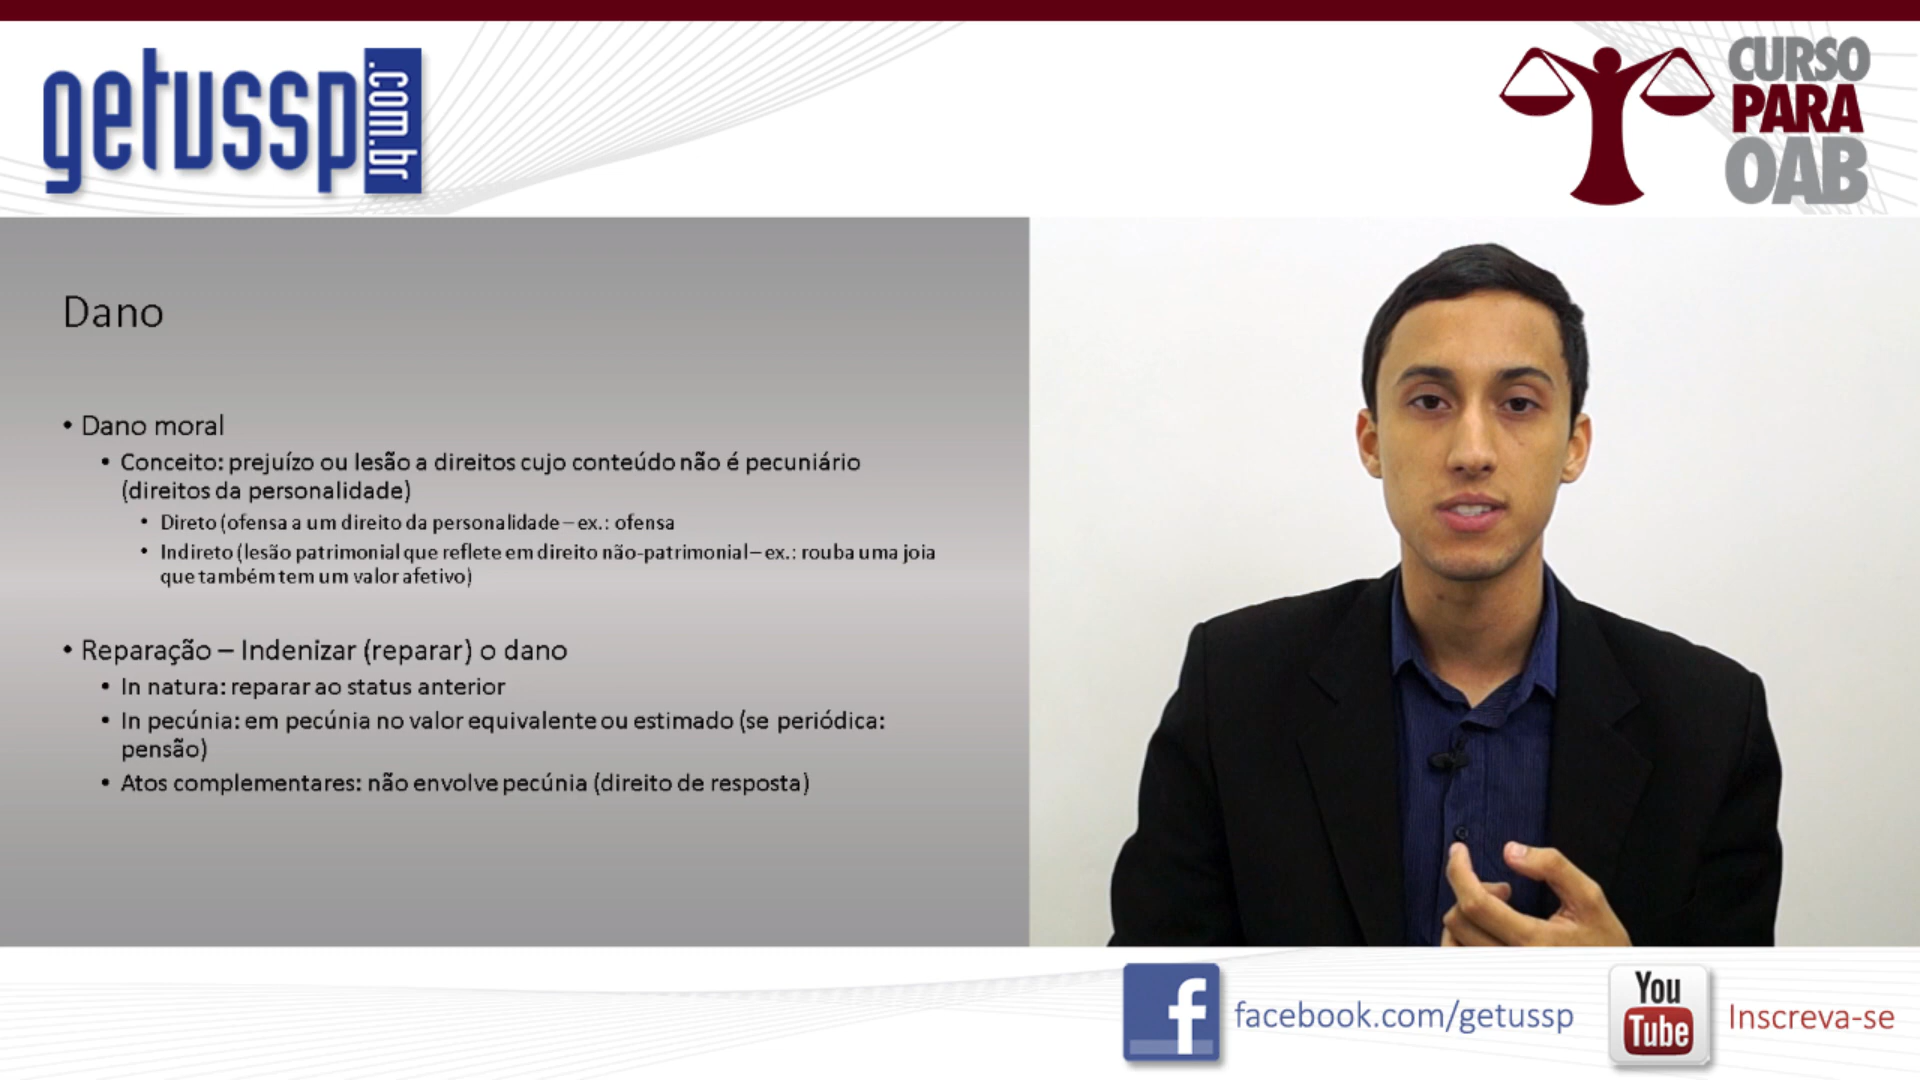 getussp.com.br
CURSO
PARA
OAB
Dano
• Dano moral
• Conceito: prejuízo ou lesão a direitos cujo conteúdo não é pecuniário
(direitos da personalidade)
• Direto (ofensa a um direito da personalidade – ex.: ofensa
• Indireto (lesão patrimonial que reflete em direito não-patrimonial – ex.: rouba uma joia
que também tem um valor afetivo)
• Reparação – Indenizar (reparar) o dano
• In natura: reparar ao status anterior
• In pecúnia: em pecúnia no valor equivalente ou estimado (se periódica:
pensão)
• Atos complementares: não envolve pecúnia (direito de resposta)
f
facebook.com/getussp
You
Tube
Inscreva-se